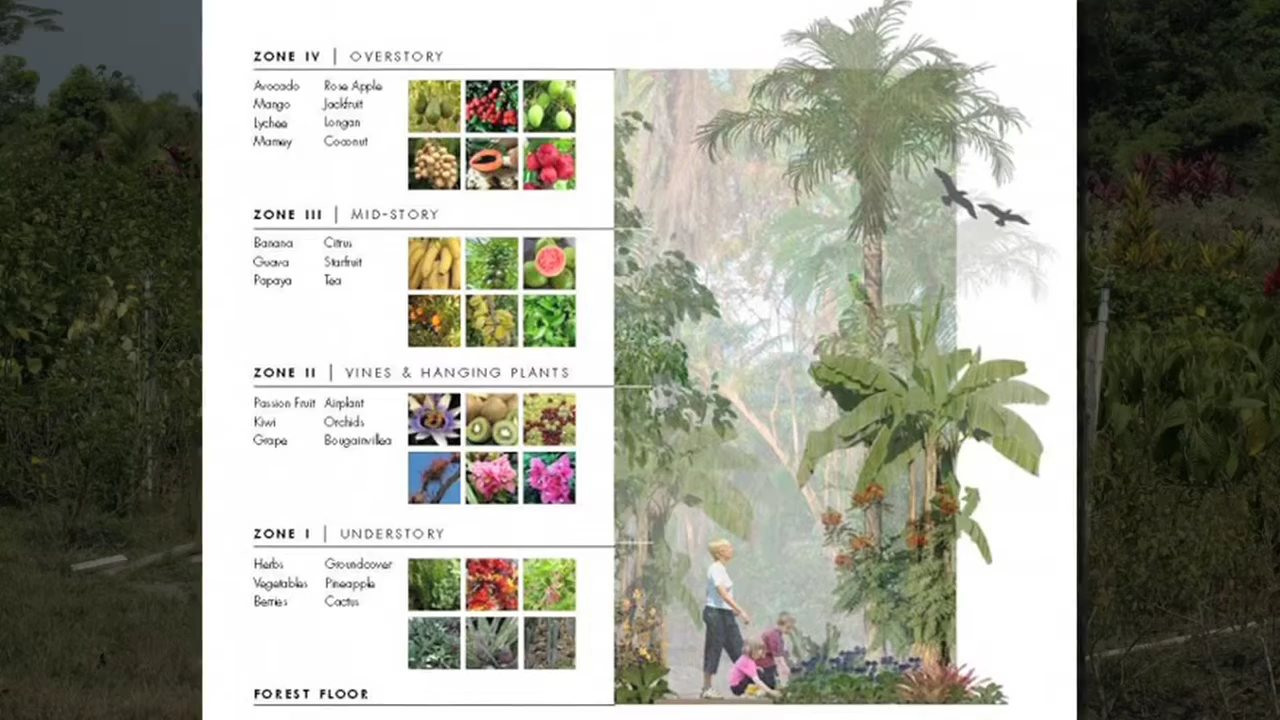 ZONE IV | OVERSTORY
Avocado Rose Apple
Mango Jackfruit
Lychee Longan
Mamey Coconut
ZONE III | MID-STORY
Banana Citrus
Guava Starfruit
Papaya Tea
ZONE II | VINES & HANGING PLANTS
Passion Fruit Airplant
Kiwi Orchids
Grape Bougainvillea
ZONE I | UNDERSTORY
Herbs Groundcover
Vegetables Pineapple
Berries Cactus
FOREST FLOOR